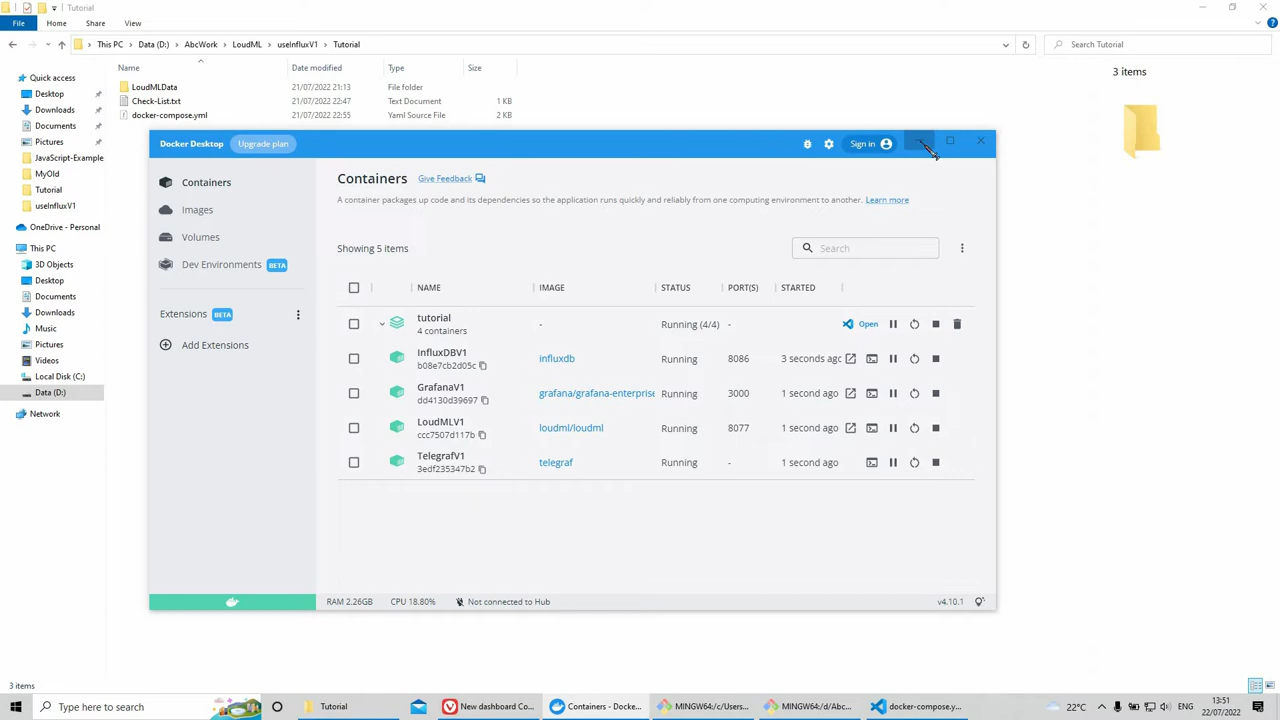 Tutorial
File Home Share View
This PC Data (D:) AbcWork LoudML useInfluxV1 Tutorial
Search Tutorial
Name Date modified Type Size
LoudMLData 21/07/2022 21:13 File folder
Check-List.txt 21/07/2022 22:47 Text Document 1 KB
docker-compose.yml 21/07/2022 22:55 Yaml Source File 2 KB
3 items
Quick access
Desktop
Downloads
Documents
Pictures
JavaScript-Example
MyOld
Tutorial
useInfluxV1
OneDrive - Personal
This PC
3D Objects
Desktop
Documents
Downloads
Music
Pictures
Videos
Local Disk (C:)
Data (D:)
Network
Docker Desktop Upgrade plan Sign in
Containers
Images
Volumes
Dev Environments BETA
Extensions BETA
Add Extensions
Containers Give Feedback
A container packages up code and its dependencies so the application runs quickly and reliably from one computing environment to another. Learn more
Showing 5 items Search
NAME IMAGE STATUS PORT(S) STARTED
tutorial
4 containers - Running (4/4) - Open
InfluxDBV1 influxdb Running 8086 3 seconds agc
b08e7cb2d05c
GrafanaV1 grafana/grafana-enterprise Running 3000 1 second ago
dd4130d39697
LoudMLV1 loudml/loudml Running 8077 1 second ago
ccc7507d117b
TelegrafV1 telegraf Running - 1 second ago
3edf235347b2
RAM 2.26GB CPU 18.80% Not connected to Hub v4.10.1
3 items
Type here to search Tutorial New dashboard Co... Containers - Docke... MINGW64:/c/Users... MINGW64:/d/Abc... docker-compose.y... 22°C ENG 13:51
22/07/2022